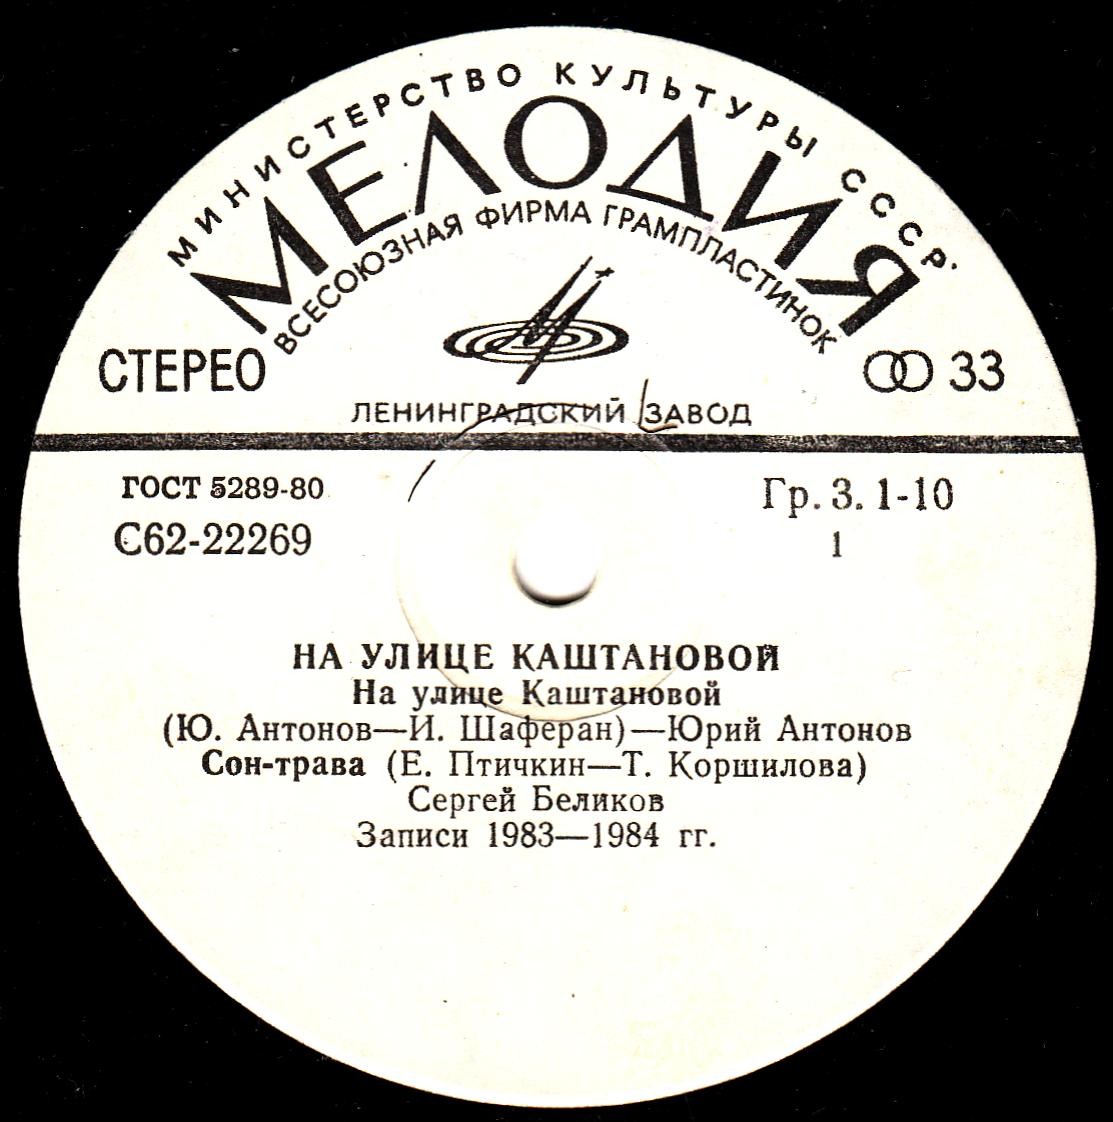 МИНИСТЕРСТВО КУЛЬТУРЫ СССР
МЕЛОДИЯ
ВСЕСОЮЗНАЯ ФИРМА ГРАМПЛАСТИНОК
СТЕРЕО
33
ЛЕНИНГРАДСКИЙ ЗАВОД
ГОСТ 5289-80
Гр. 3. 1-10
С62-22269
1
НА УЛИЦЕ КАШТАНОВОЙ
На улице Каштановой
(Ю. Антонов—И. Шаферан)—Юрий Антонов
Сон-трава (Е. Птичкин—Т. Коршилова)
Сергей Беликов
Записи 1983—1984 гг.